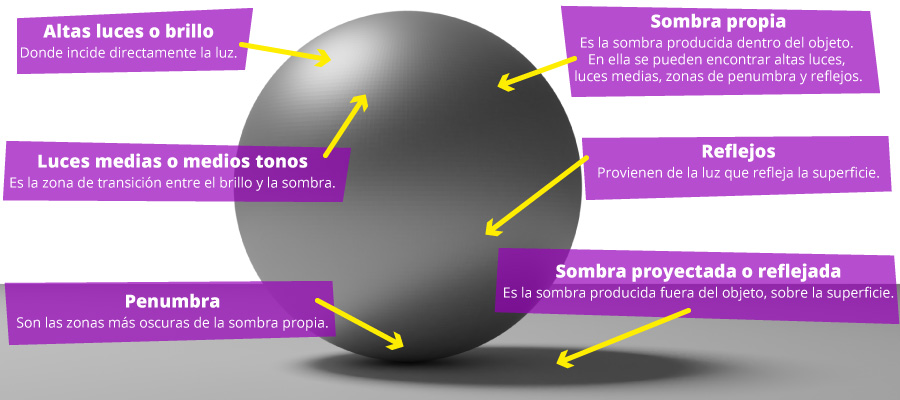 Altas luces o brillo
Donde incide directamente la luz.
Sombra propia
Es la sombra producida dentro del objeto.
En ella se pueden encontrar altas luces,
luces medias, zonas de penumbra y reflejos.
Luces medias o medios tonos
Es la zona de transición entre el brillo y la sombra.
Reflejos
Provienen de la luz que refleja la superficie.
Penumbra
Son las zonas más oscuras de la sombra propia.
Sombra proyectada o reflejada
Es la sombra producida fuera del objeto, sobre la superficie.